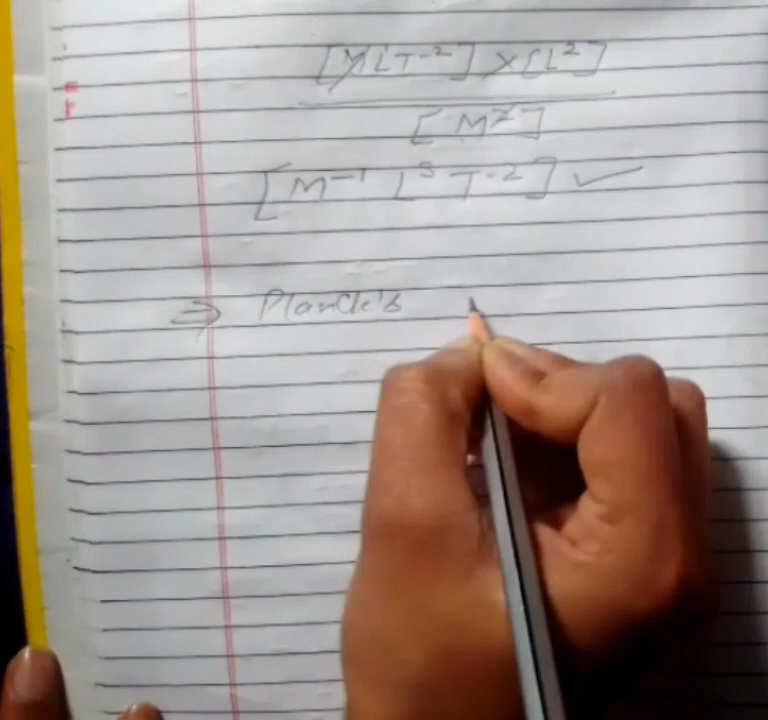 [MLT⁻²] × [L²]
[M²]
[M⁻¹ L³ T⁻²] ✓
⇒ Planck's